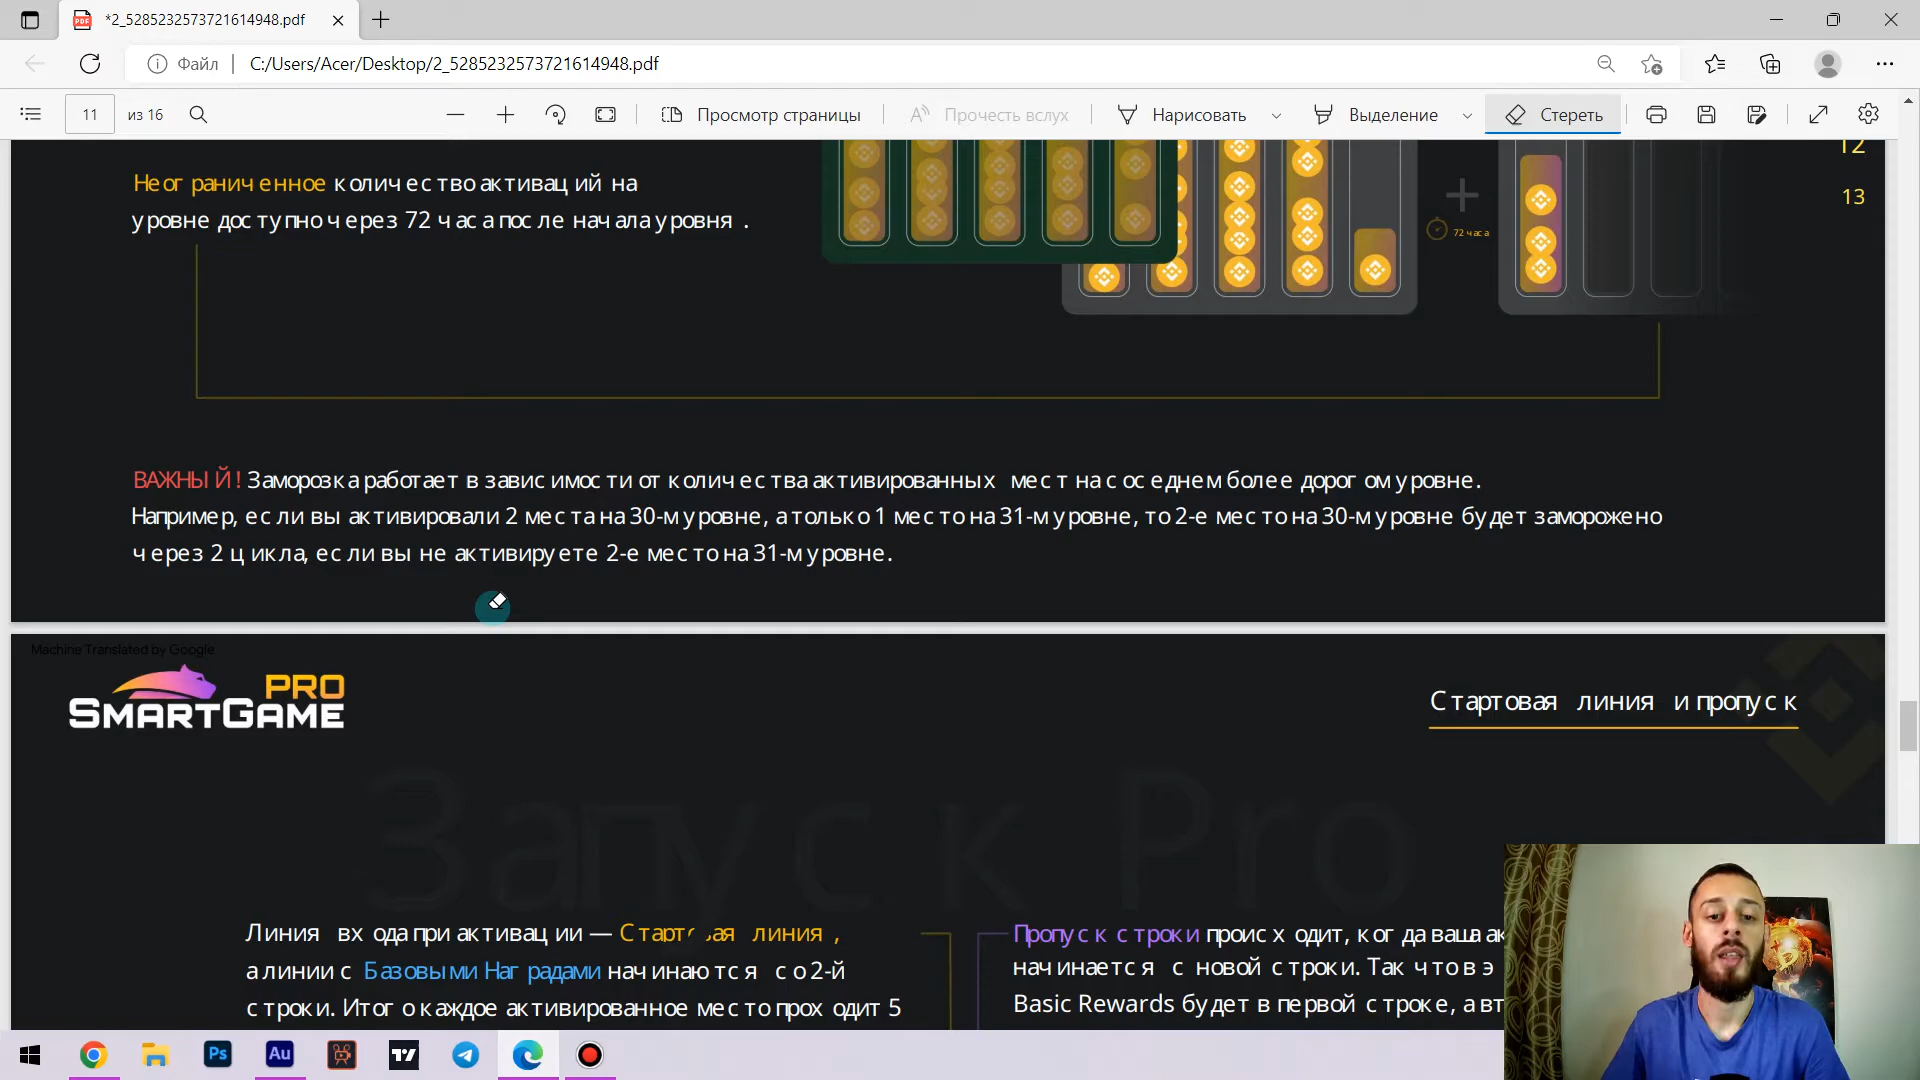 *2_5285232573721614948.pdf
Файл
C:/Users/Acer/Desktop/2_5285232573721614948.pdf
11
из 16
Просмотр страницы
Прочесть вслух
Нарисовать
Выделение
Стереть
12
13
Неограниченное количество активаций на
уровне доступно через 72 часа после начала уровня .
72 часа
ВАЖНЫЙ! Заморозка работает в зависимости от количества активированных мест на соседнем более дорогом уровне.
Например, если вы активировали 2 места на 30-м уровне, а только 1 место на 31-м уровне, то 2-е место на 30-м уровне будет заморожено
через 2 цикла, если вы не активируете 2-е место на 31-м уровне.
Machine Translated by Google
SMARTGAME PRO
Стартовая линия и пропуск
Запуск Pro
Линия входа при активации — Стартовая линия ,
а линии с Базовыми Наградами начинаются со 2-й
строки. Итого каждое активированное место проходит 5
Пропуск строки происходит, когда ваша ак
начинается с новой строки. Так что в э
Basic Rewards будет в первой строке, а вт
Ps
Au